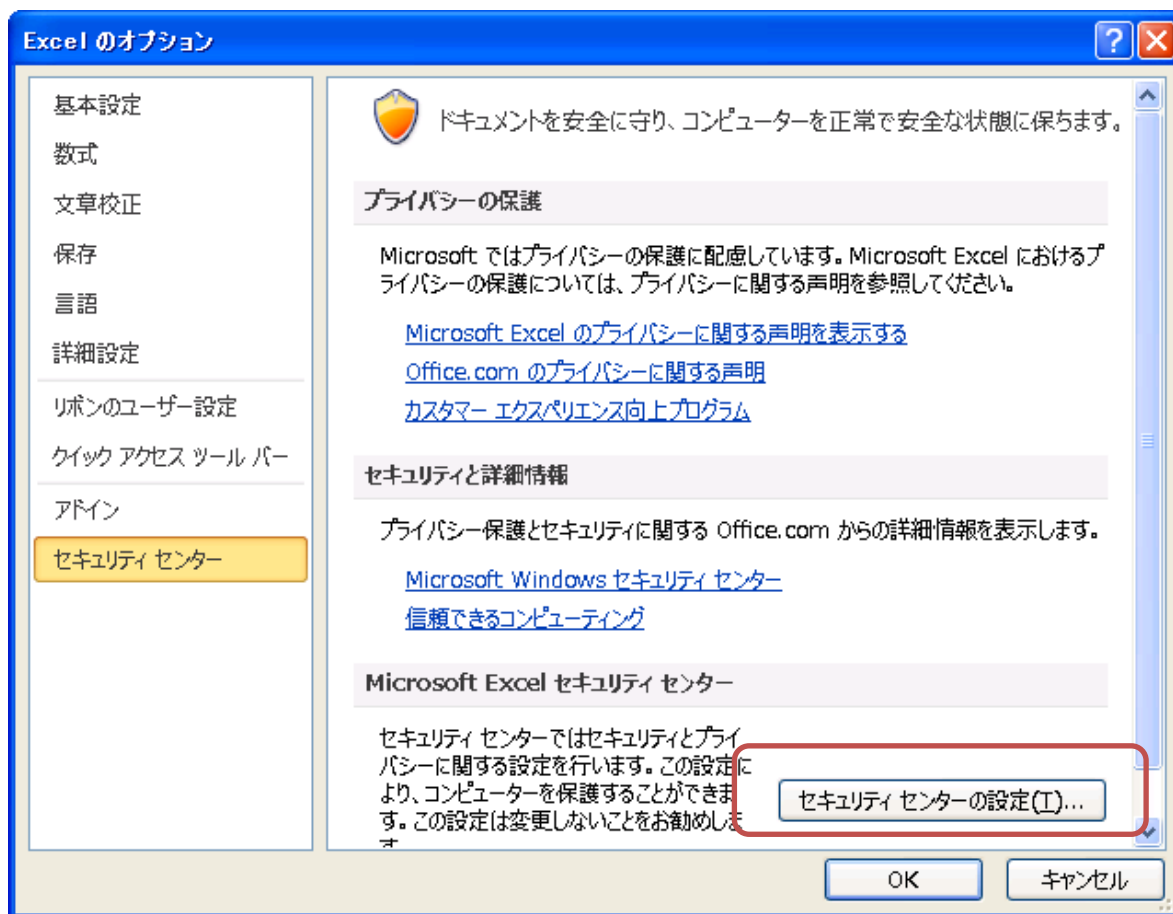 Excel のオプション
基本設定
数式
文章校正
保存
言語
詳細設定
リボンのユーザー設定
クイック アクセス ツール バー
アドイン
セキュリティ センター
ドキュメントを安全に守り、コンピューターを正常で安全な状態に保ちます。
プライバシーの保護
Microsoft ではプライバシーの保護に配慮しています。Microsoft Excel におけるプ
ライバシーの保護については、プライバシーに関する声明を参照してください。
Microsoft Excel のプライバシーに関する声明を表示する
Office.com のプライバシーに関する声明
カスタマー エクスペリエンス向上プログラム
セキュリティと詳細情報
プライバシー保護とセキュリティに関する Office.com からの詳細情報を表示します。
Microsoft Windows セキュリティ センター
信頼できるコンピューティング
Microsoft Excel セキュリティ センター
セキュリティ センターではセキュリティとプライ
バシーに関する設定を行います。この設定に
より、コンピューターを保護することができま
す。この設定は変更しないことをお勧めしま
す。
セキュリティ センターの設定(T)...
OK
キャンセル